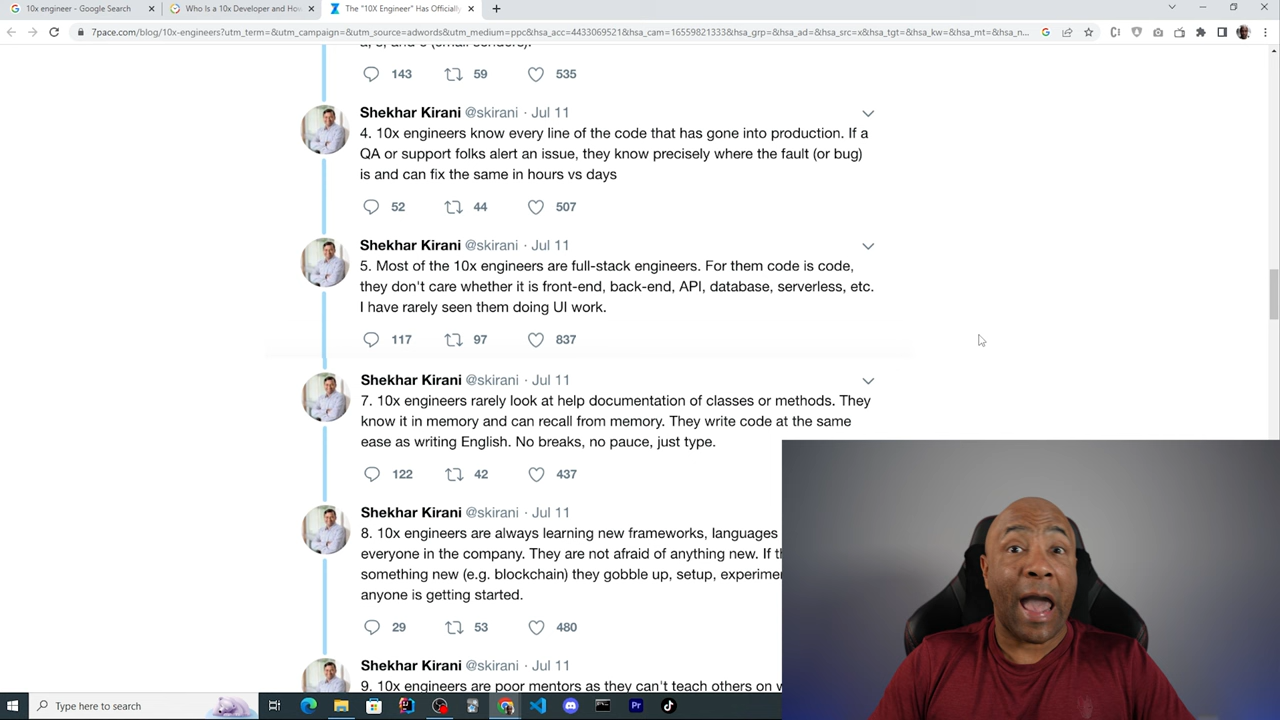 10x engineer - Google Search
Who Is a 10x Developer and How
The "10X Engineer" Has Officially
7pace.com/blog/10x-engineers?utm_term=&utm_campaign=&utm_source=adwords&utm_medium=ppc&hsa_acc=4433069521&hsa_cam=16559821333&hsa_grp=&hsa_ad=&hsa_src=x&hsa_tgt=&hsa_kw=&hsa_mt=&hsa_n...
143 59 535
Shekhar Kirani @skirani · Jul 11
4. 10x engineers know every line of the code that has gone into production. If a
QA or support folks alert an issue, they know precisely where the fault (or bug)
is and can fix the same in hours vs days
52 44 507
Shekhar Kirani @skirani · Jul 11
5. Most of the 10x engineers are full-stack engineers. For them code is code,
they don't care whether it is front-end, back-end, API, database, serverless, etc.
I have rarely seen them doing UI work.
117 97 837
Shekhar Kirani @skirani · Jul 11
7. 10x engineers rarely look at help documentation of classes or methods. They
know it in memory and can recall from memory. They write code at the same
ease as writing English. No breaks, no pauce, just type.
122 42 437
Shekhar Kirani @skirani · Jul 11
8. 10x engineers are always learning new frameworks, languages
everyone in the company. They are not afraid of anything new. If th
something new (e.g. blockchain) they gobble up, setup, experimen
anyone is getting started.
29 53 480
Shekhar Kirani @skirani · Jul 11
9. 10x engineers are poor mentors as they can't teach others on w
Type here to search
Pr